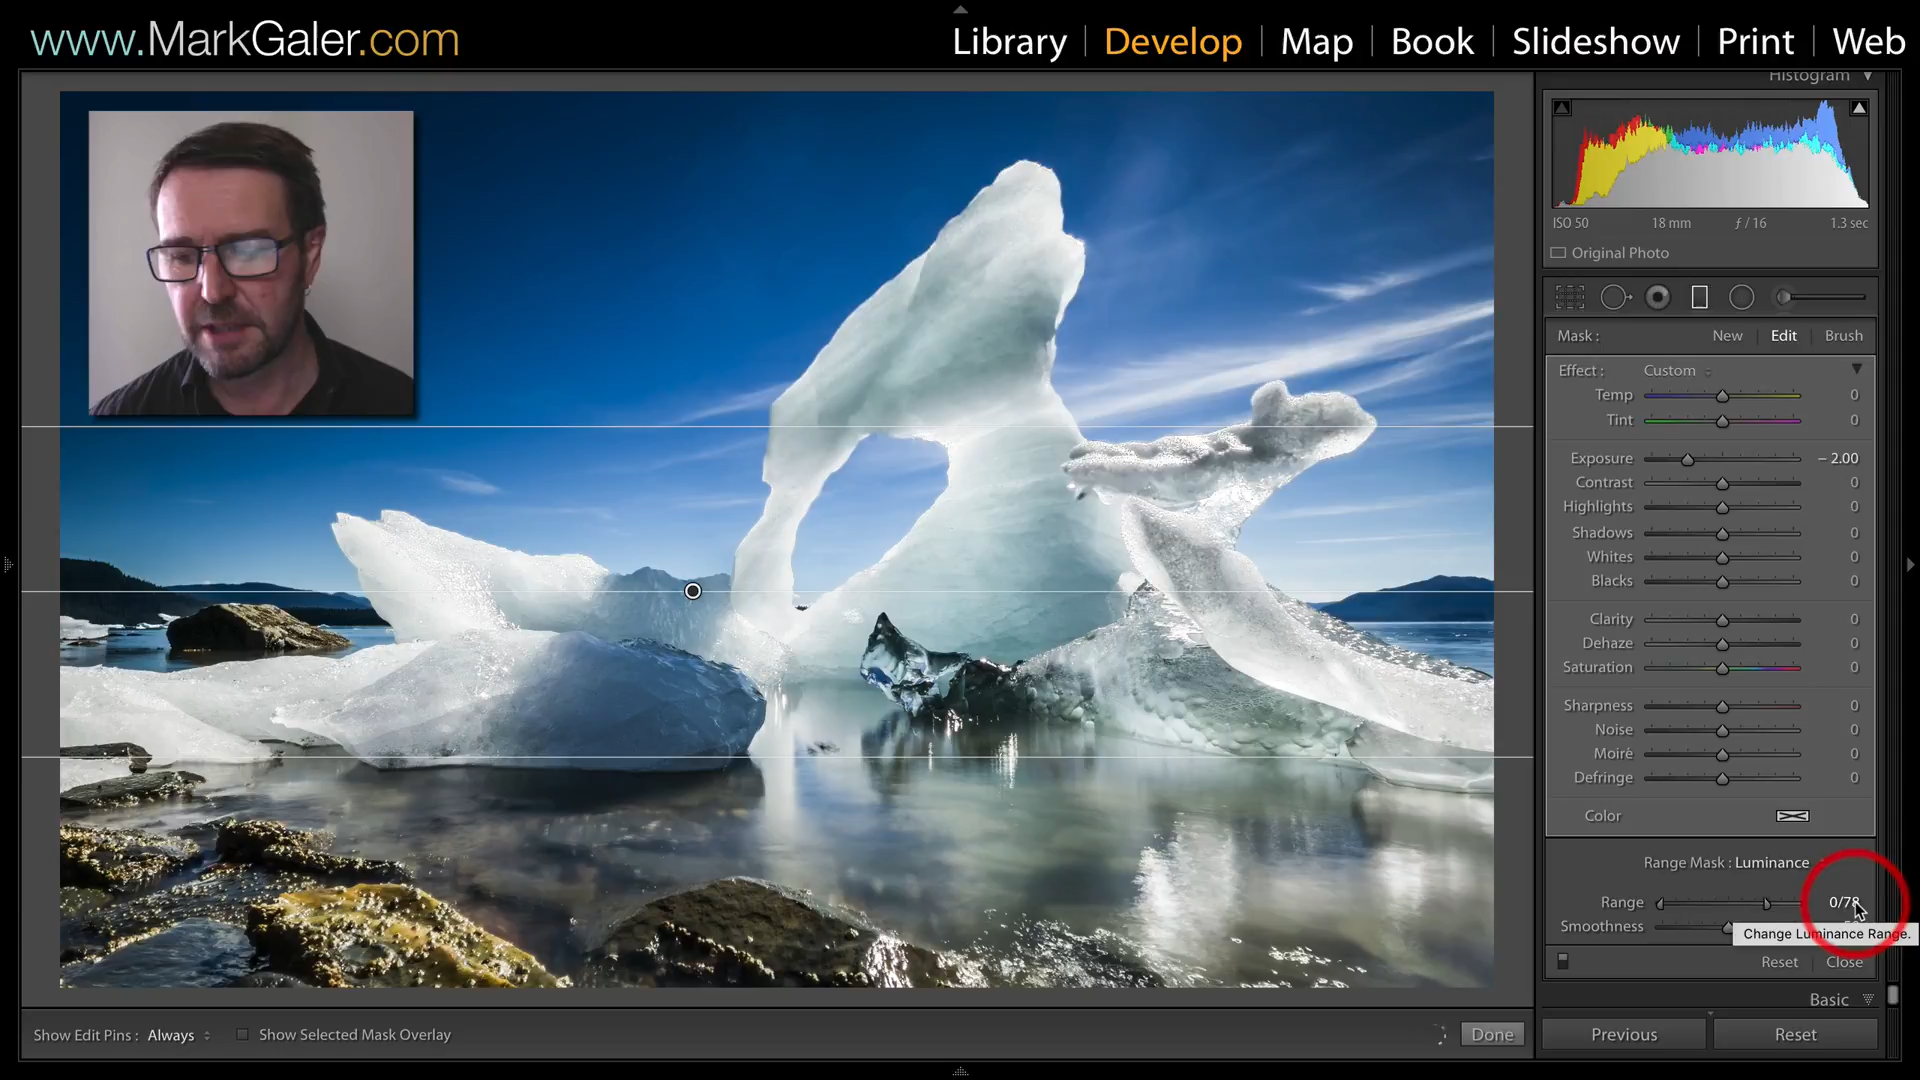 www.MarkGaler.com
Library | Develop | Map | Book | Slideshow | Print | Web
Histogram
ISO 50 18 mm ƒ / 16 1.3 sec
Original Photo
Mask : New Edit Brush
Effect : Custom
Temp 0
Tint 0
Exposure – 2.00
Contrast 0
Highlights 0
Shadows 0
Whites 0
Blacks 0
Clarity 0
Dehaze 0
Saturation 0
Sharpness 0
Noise 0
Moiré 0
Defringe 0
Color
Range Mask : Luminance
Range 0/78
Smoothness
Change Luminance Range.
Reset Close
Basic
Show Edit Pins : Always Show Selected Mask Overlay Done Previous Reset